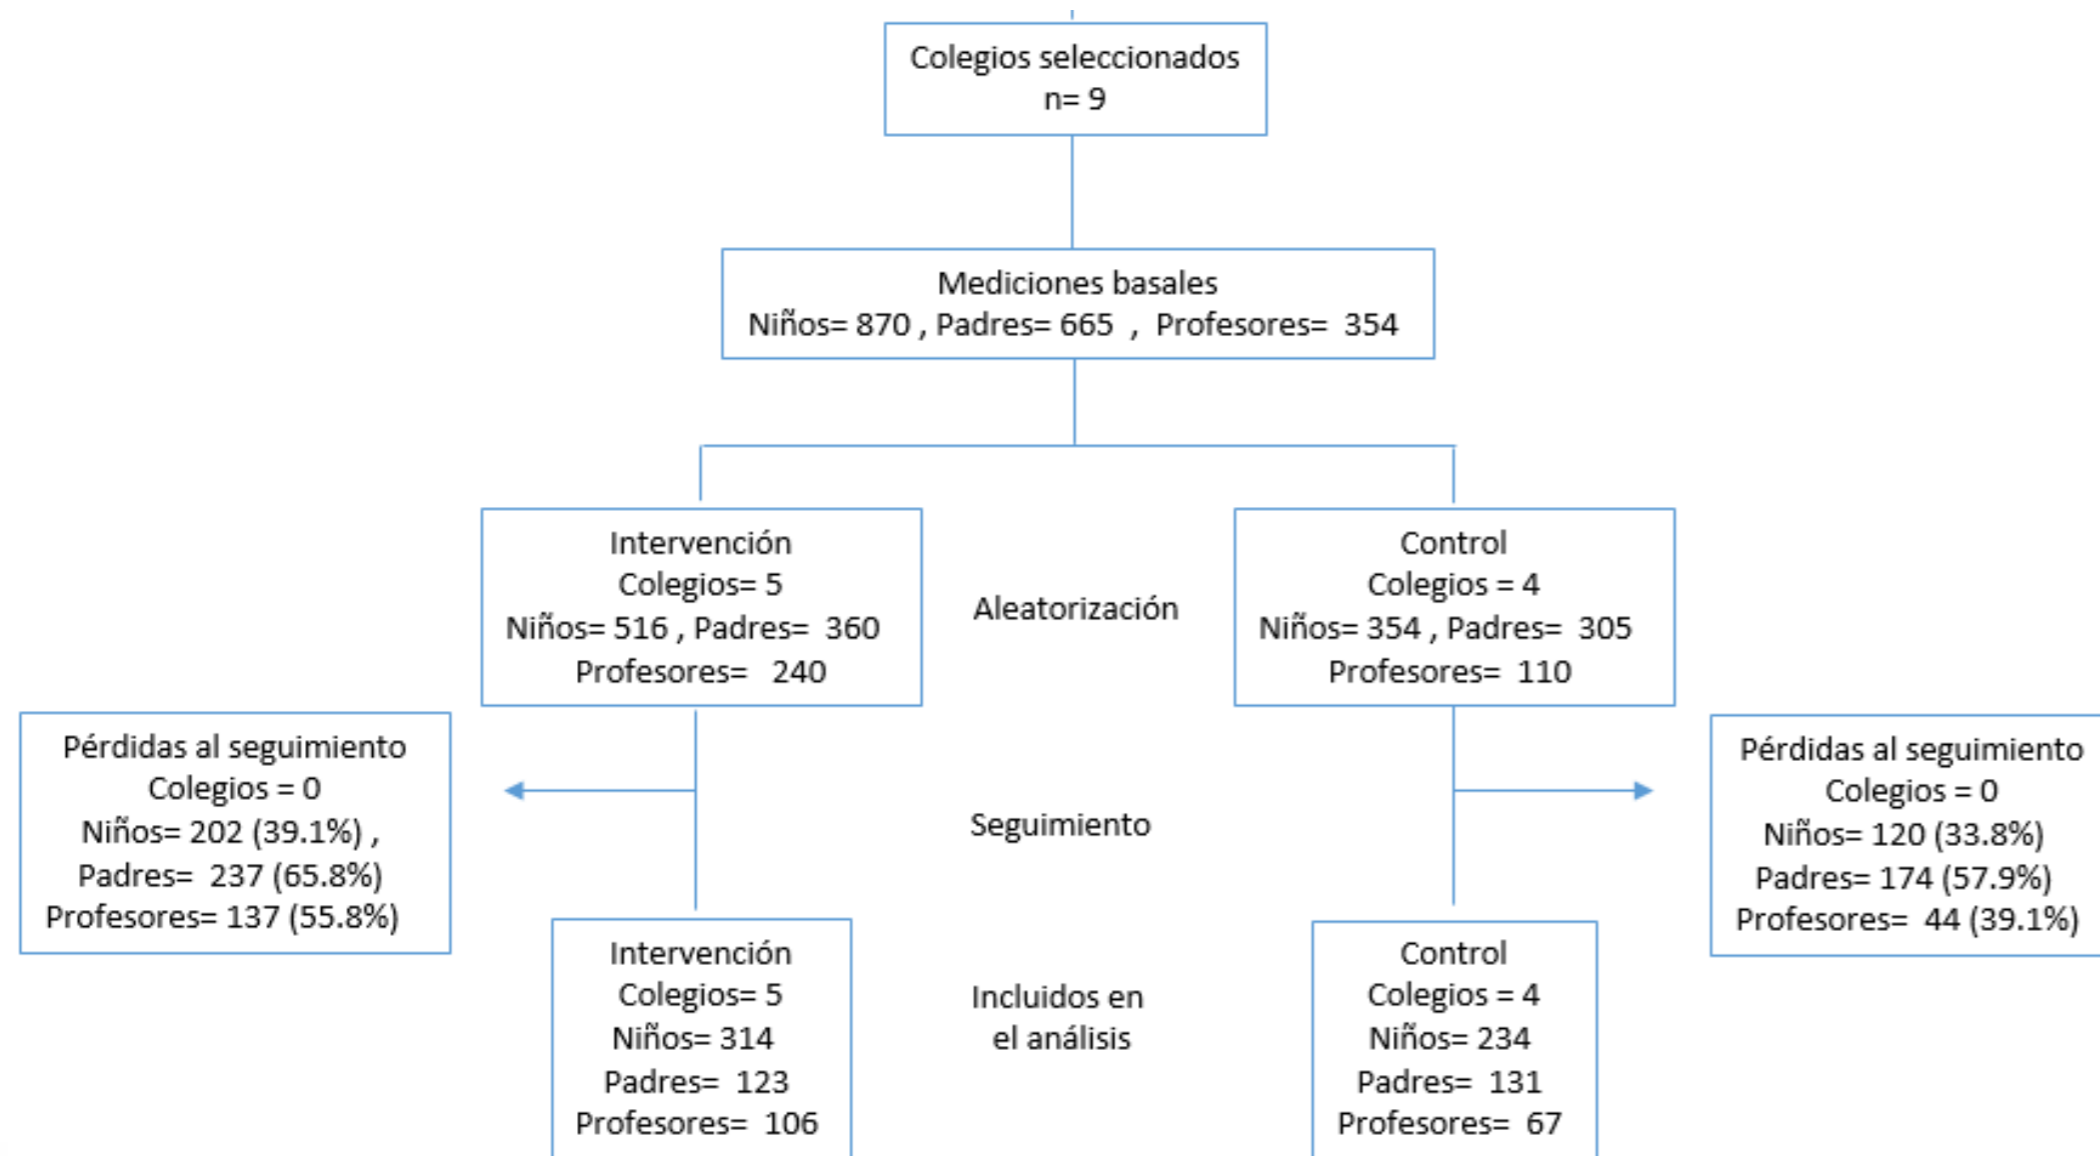 Colegios seleccionados
n= 9
Mediciones basales
Niños= 870 , Padres= 665 , Profesores= 354
Intervención
Colegios= 5
Niños= 516 , Padres= 360
Profesores= 240
Aleatorización
Control
Colegios = 4
Niños= 354 , Padres= 305
Profesores= 110
Pérdidas al seguimiento
Colegios = 0
Niños= 202 (39.1%) ,
Padres= 237 (65.8%)
Profesores= 137 (55.8%)
Seguimiento
Pérdidas al seguimiento
Colegios = 0
Niños= 120 (33.8%)
Padres= 174 (57.9%)
Profesores= 44 (39.1%)
Intervención
Colegios= 5
Niños= 314
Padres= 123
Profesores= 106
Incluidos en
el análisis
Control
Colegios = 4
Niños= 234
Padres= 131
Profesores= 67